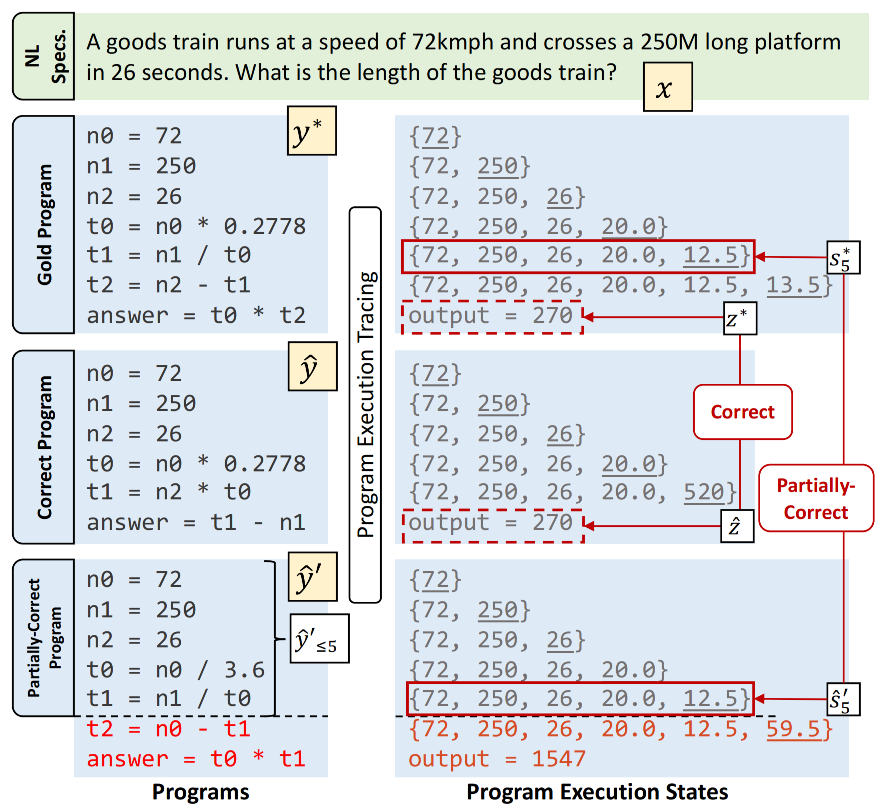 NL Specs.
A goods train runs at a speed of 72kmph and crosses a 250M long platform
in 26 seconds. What is the length of the goods train?
x
Gold Program
y*
n0 = 72
n1 = 250
n2 = 26
t0 = n0 * 0.2778
t1 = n1 / t0
t2 = n2 - t1
answer = t0 * t2
Program Execution Tracing
{72}
{72, 250}
{72, 250, 26}
{72, 250, 26, 20.0}
{72, 250, 26, 20.0, 12.5}
{72, 250, 26, 20.0, 12.5, 13.5}
output = 270
s₅*
z*
Correct Program
ŷ
n0 = 72
n1 = 250
n2 = 26
t0 = n0 * 0.2778
t1 = n2 * t0
answer = t1 - n1
{72}
{72, 250}
{72, 250, 26}
{72, 250, 26, 20.0}
{72, 250, 26, 20.0, 520}
output = 270
ẑ
Correct
Partially-
Correct
Partially-Correct
Program
ŷ′
n0 = 72
n1 = 250
n2 = 26
t0 = n0 / 3.6
t1 = n1 / t0
t2 = n0 - t1
answer = t0 * t1
ŷ′≤5
{72}
{72, 250}
{72, 250, 26}
{72, 250, 26, 20.0}
{72, 250, 26, 20.0, 12.5}
{72, 250, 26, 20.0, 12.5, 59.5}
output = 1547
ŝ′₅
Programs
Program Execution States